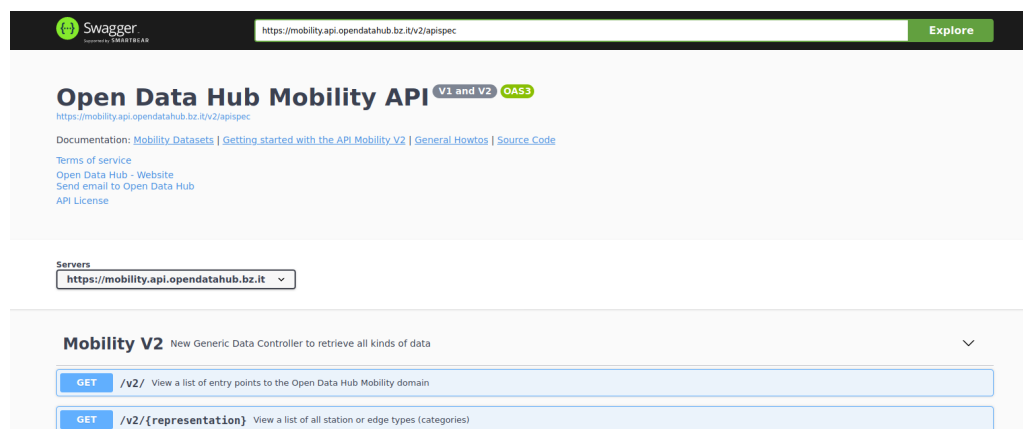 Swagger.
Supported by SMARTBEAR
https://mobility.api.opendatahub.bz.it/v2/apispec
Explore
Open Data Hub Mobility API V1 and V2 OAS3
https://mobility.api.opendatahub.bz.it/v2/apispec
Documentation: Mobility Datasets | Getting started with the API Mobility V2 | General Howtos | Source Code
Terms of service
Open Data Hub - Website
Send email to Open Data Hub
API License
Servers
https://mobility.api.opendatahub.bz.it
Mobility V2 New Generic Data Controller to retrieve all kinds of data
GET /v2/ View a list of entry points to the Open Data Hub Mobility domain
GET /v2/{representation} View a list of all station or edge types (categories)